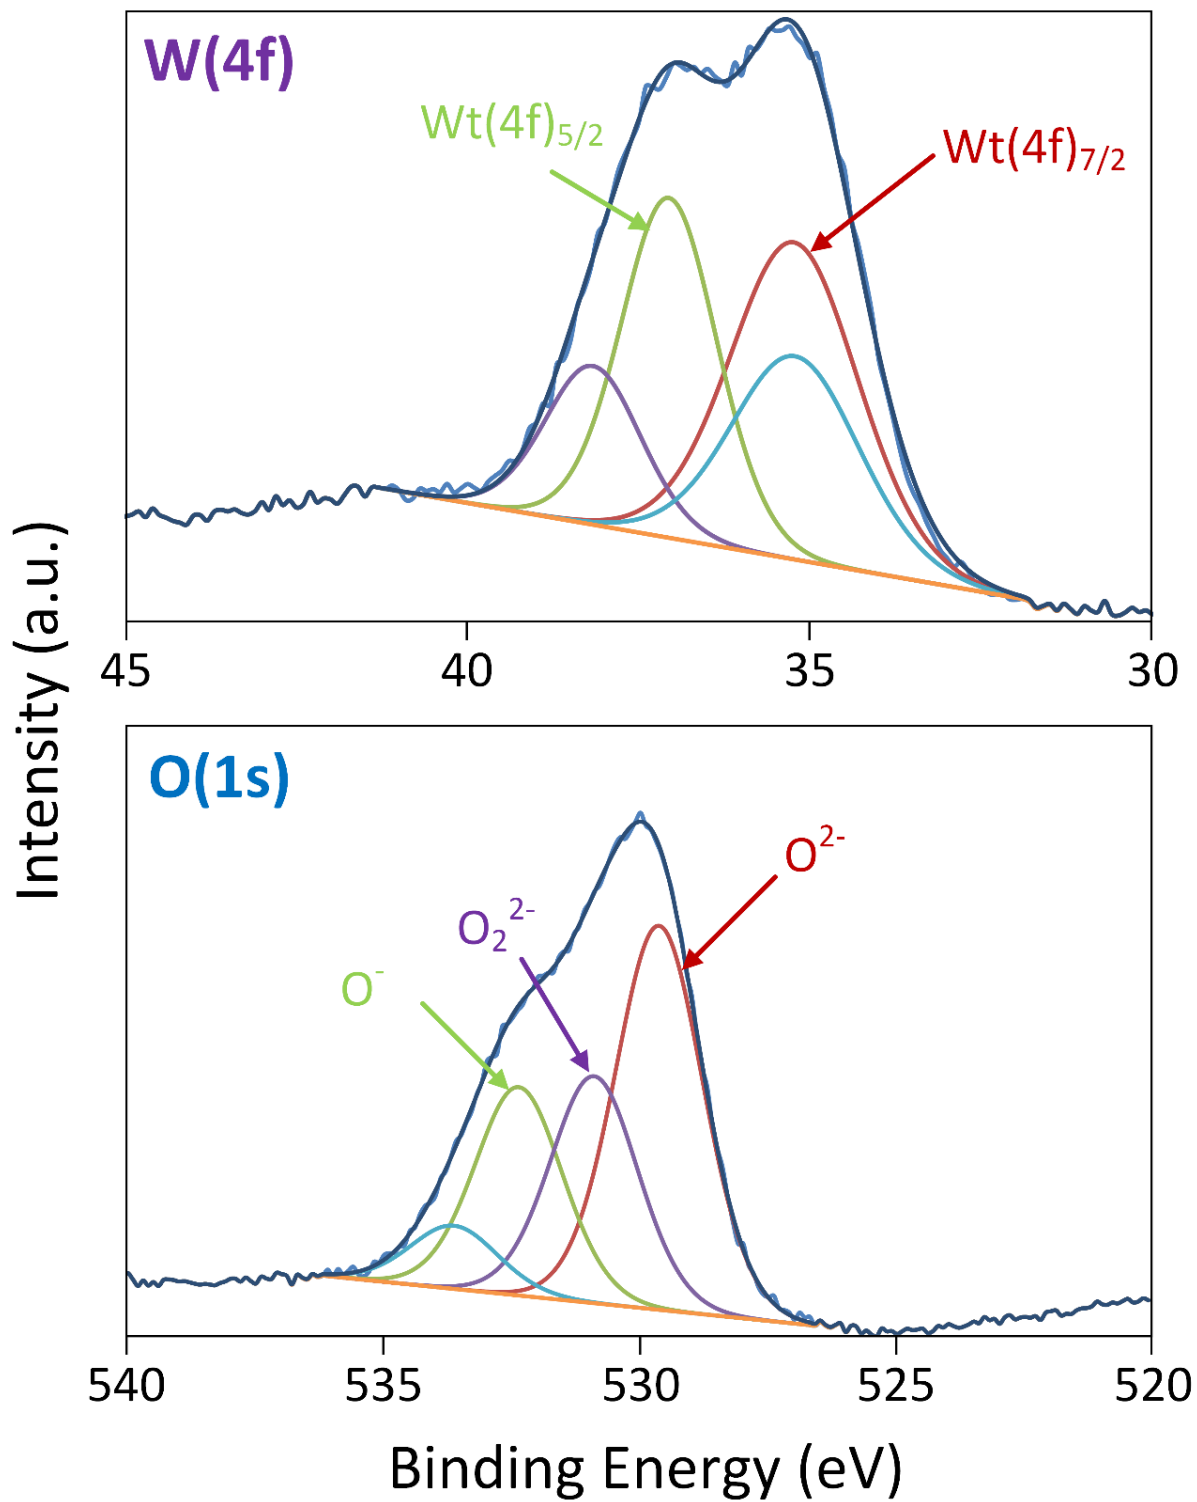 W(4f)
Wt(4f)5/2
Wt(4f)7/2
45 40 35 30
Intensity (a.u.)
O(1s)
O2-
O22-
O-
540 535 530 525 520
Binding Energy (eV)